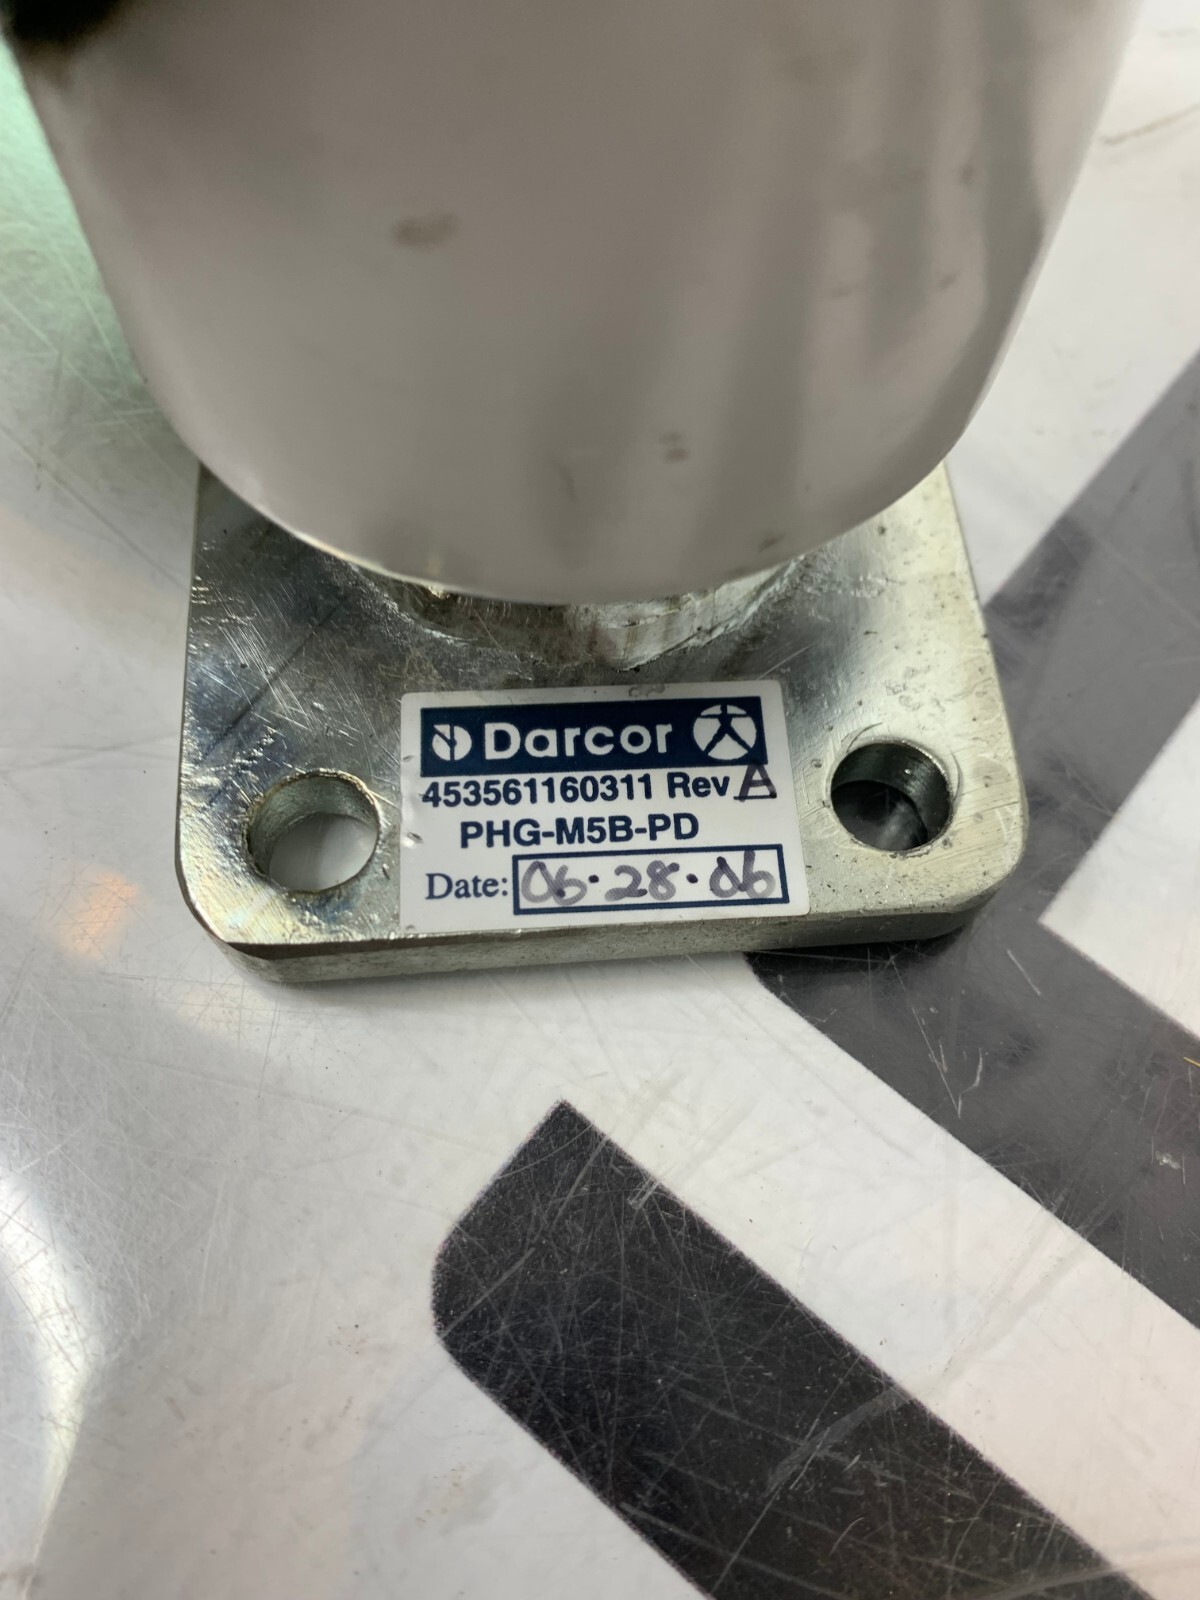 Darcor
453561160311 Rev A
PHG-M5B-PD
Date: 06·28·06